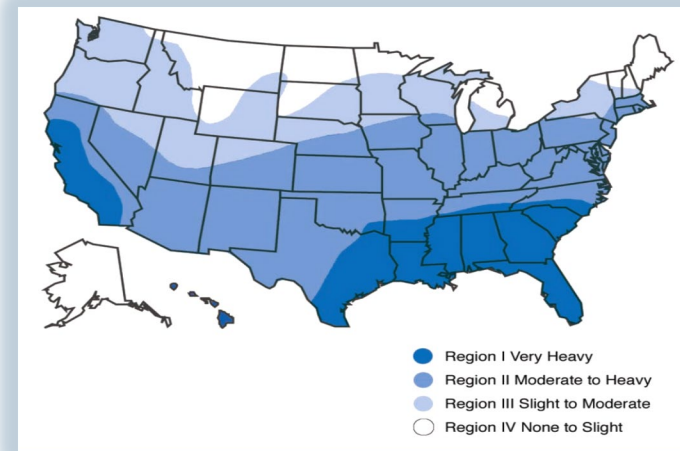 Region I Very Heavy
Region II Moderate to Heavy
Region III Slight to Moderate
Region IV None to Slight